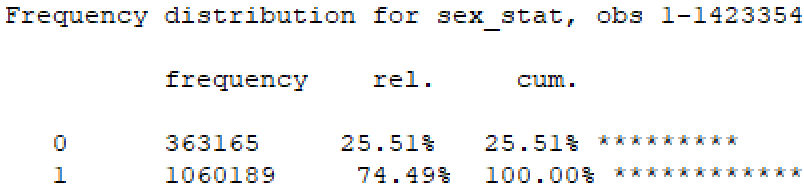 Frequency distribution for sex_stat, obs 1-1423354
frequency rel. cum.
0 363165 25.51% 25.51% *********
1 1060189 74.49% 100.00% ************